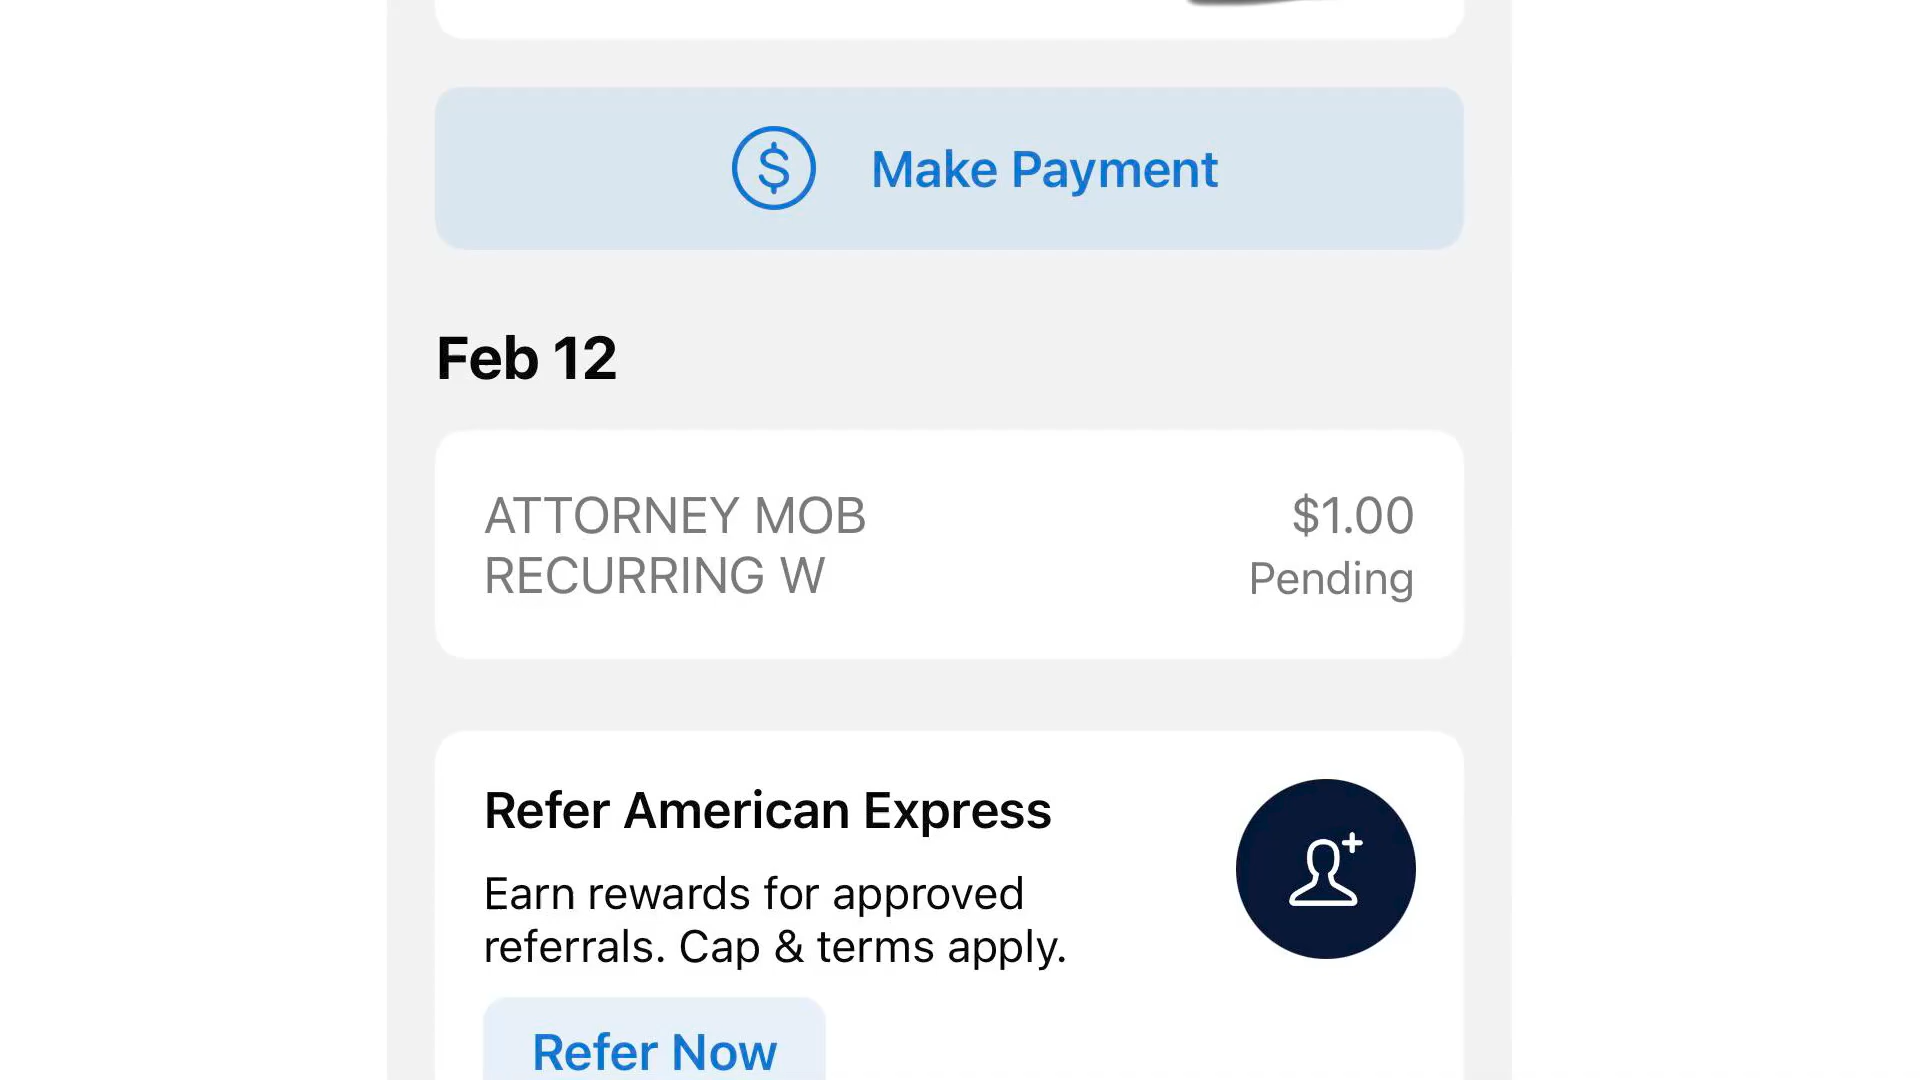 Make Payment
Feb 12
ATTORNEY MOB
RECURRING W
$1.00
Pending
Refer American Express
Earn rewards for approved
referrals. Cap & terms apply.
Refer Now